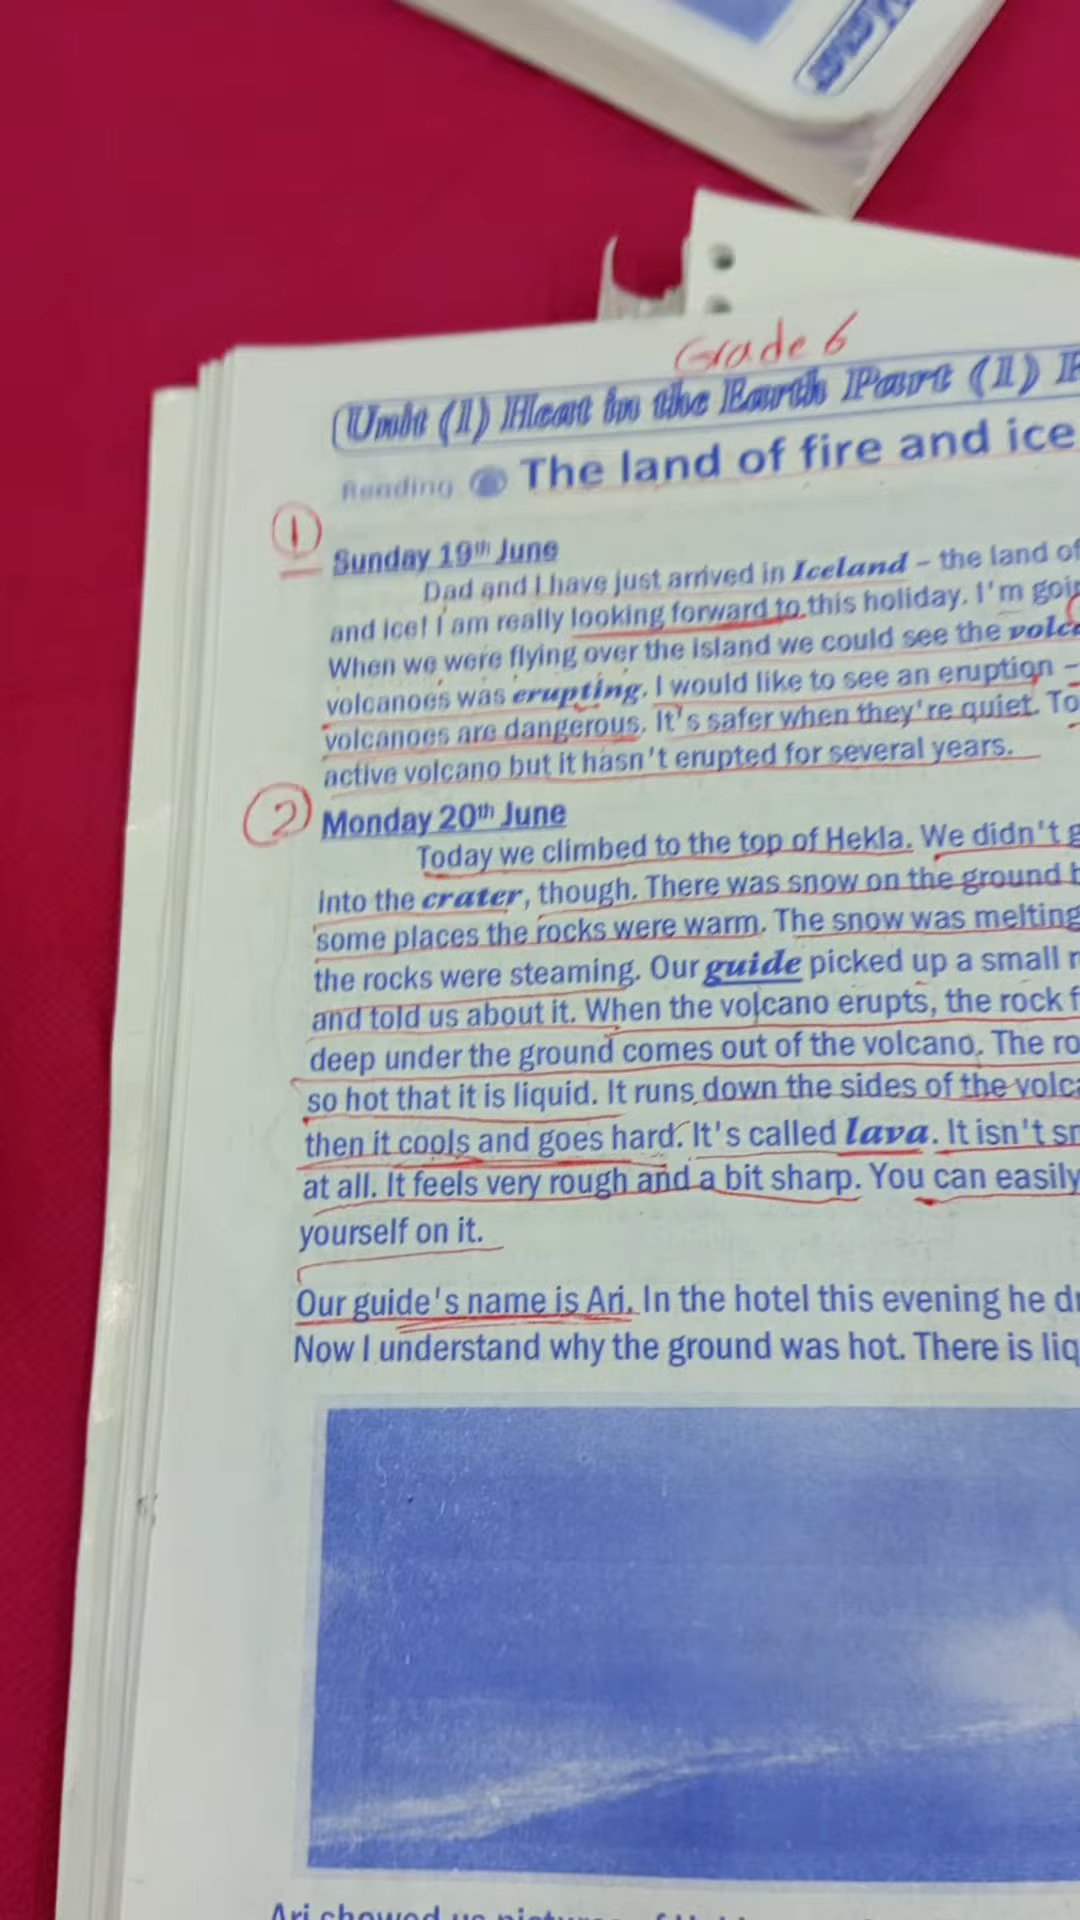 Grade 6
Unit (1) Heat in the Earth Part (1)
Reading The land of fire and ice
1
Sunday 19th June
Dad and I have just arrived in Iceland – the land of
and ice! I am really looking forward to this holiday. I'm
When we were flying over the island we could see the
volcanoes was erupting. I would like to see an eruption –
volcanoes are dangerous. It's safer when they're quiet.
active volcano but it hasn't erupted for several years.
2
Monday 20th June
Today we climbed to the top of Hekla. We didn't
into the crater, though. There was snow on the ground
some places the rocks were warm. The snow was melting
the rocks were steaming. Our guide picked up a small
and told us about it. When the volcano erupts, the rock
deep under the ground comes out of the volcano. The
so hot that it is liquid. It runs down the sides of the
then it cools and goes hard. It's called lava. It isn't
at all. It feels very rough and a bit sharp. You can easily
yourself on it.
Our guide's name is Ari. In the hotel this evening he
Now I understand why the ground was hot. There is
Ari showed us